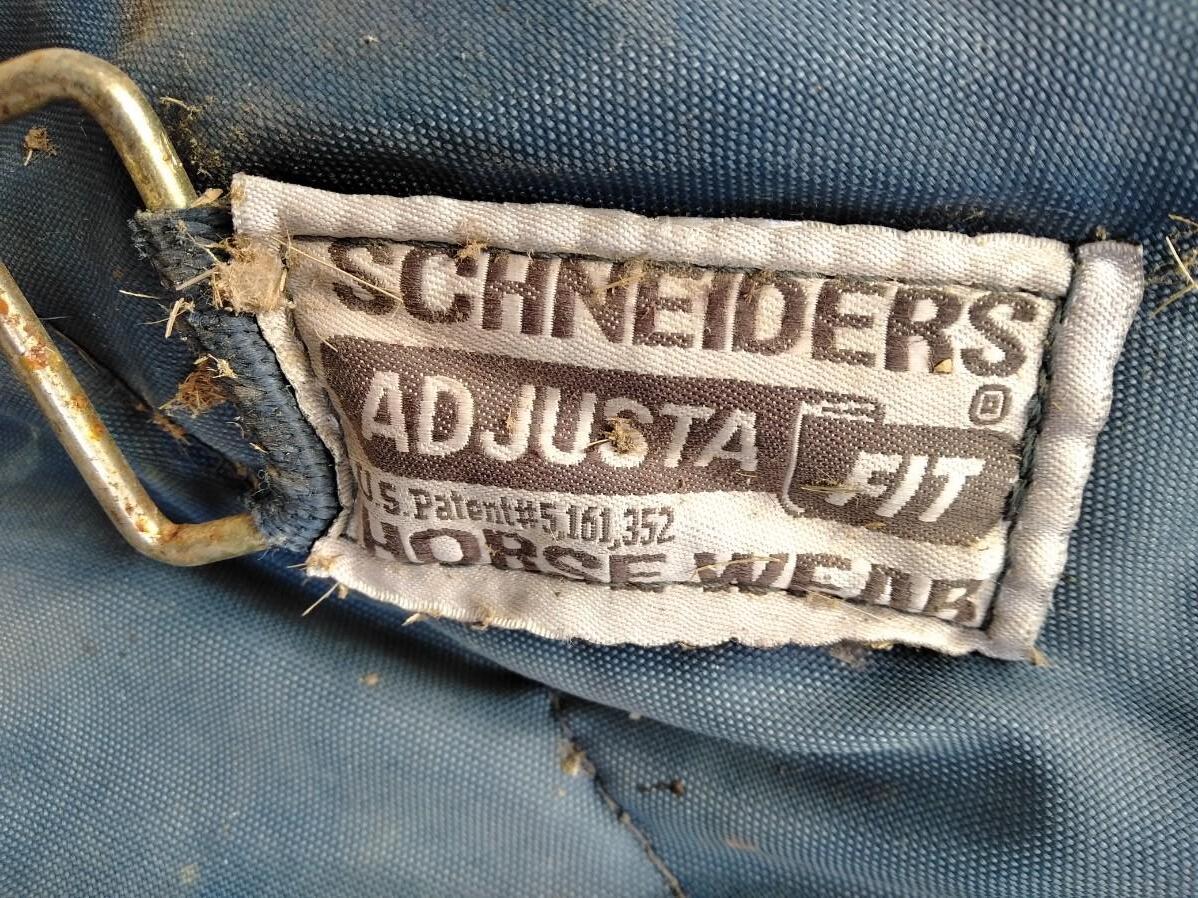 SCHNEIDERS
ADJUSTA FIT ®
U.S. Patent#5,161,352
HORSE WEAR